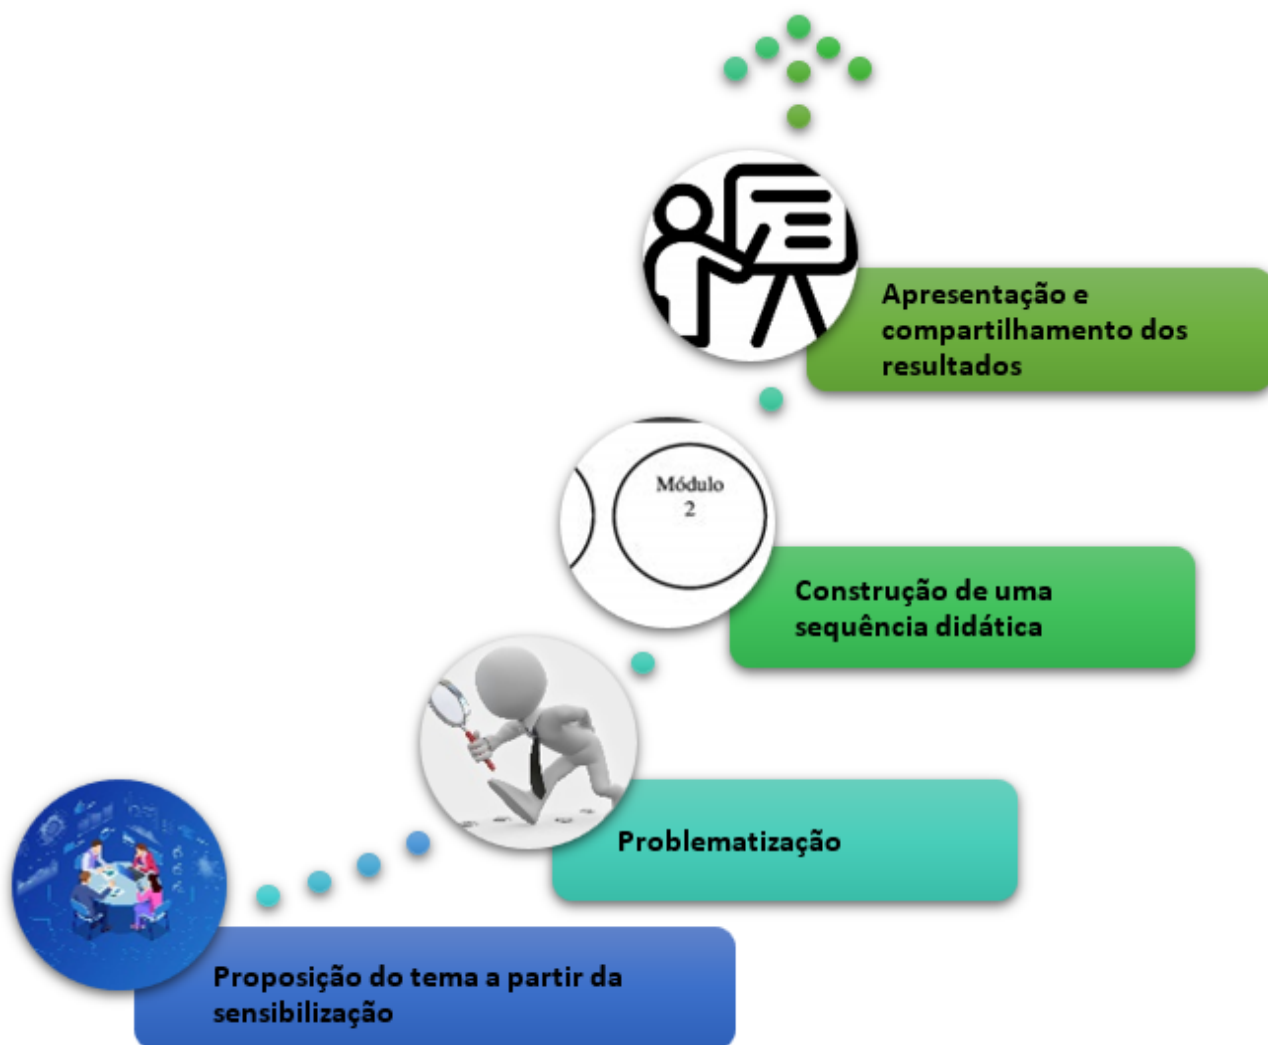 Apresentação e
compartilhamento dos
resultados
Módulo
2
Construção de uma
sequência didática
Problematização
Proposição do tema a partir da
sensibilização